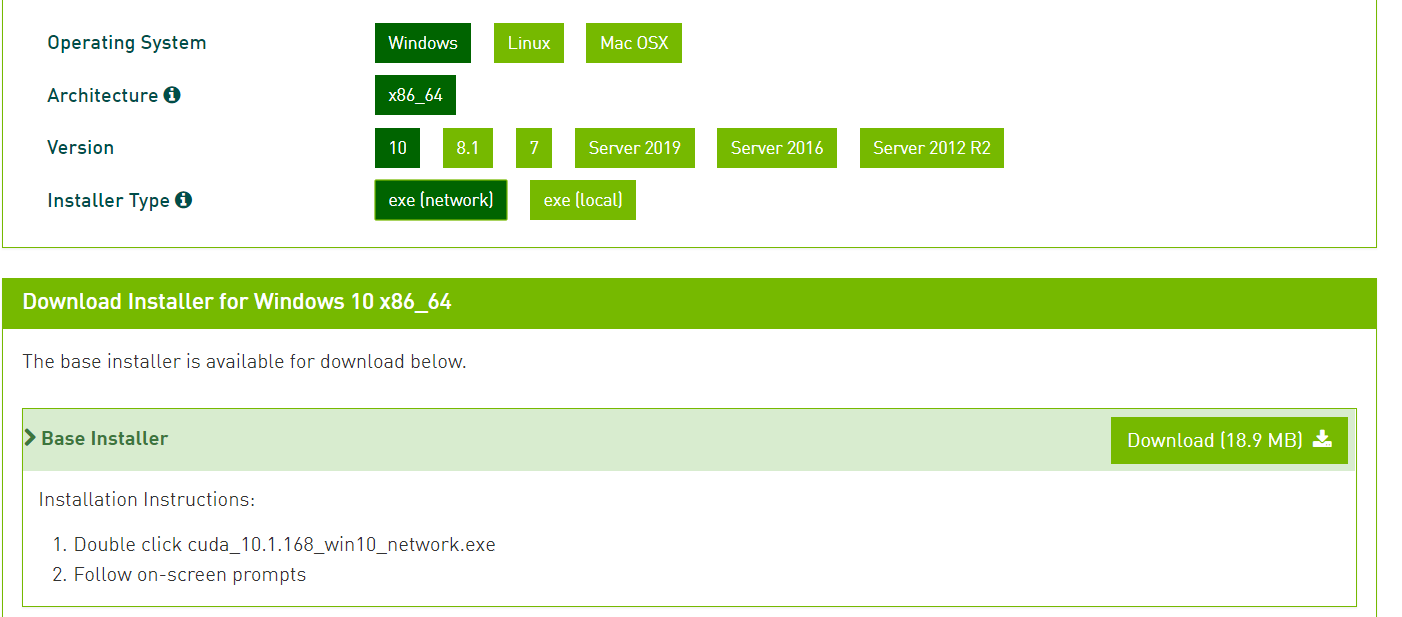 Operating System Windows Linux Mac OSX
Architecture x86_64
Version 10 8.1 7 Server 2019 Server 2016 Server 2012 R2
Installer Type exe (network) exe (local)
Download Installer for Windows 10 x86_64
The base installer is available for download below.
Base Installer Download (18.9 MB)
Installation Instructions:
1. Double click cuda_10.1.168_win10_network.exe
2. Follow on-screen prompts